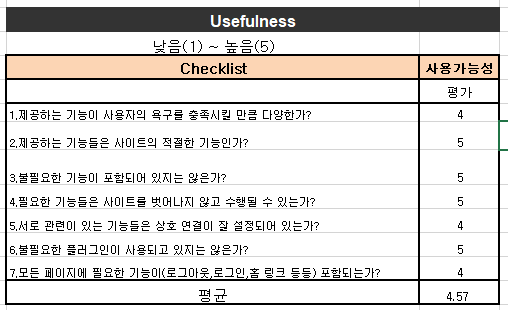 Usefulness
낮음(1) ~ 높음(5)
Checklist 사용가능성
평가
1,제공하는 기능이 사용자의 욕구를 충족시킬 만큼 다양한가? 4
2,제공하는 기능들은 사이트의 적절한 기능인가? 5
3,불필요한 기능이 포함되어 있지는 않은가? 5
4,필요한 기능들은 사이트를 벗어나지 않고 수행될 수 있는가? 5
5,서로 관련이 있는 기능들은 상호 연결이 잘 설정되어 있는가? 4
6,불필요한 플러그인이 사용되고 있지는 않은가? 5
7,모든 페이지에 필요한 기능이(로그아웃,로그인,홈 링크 등등) 포함되는가? 4
평균 4.57